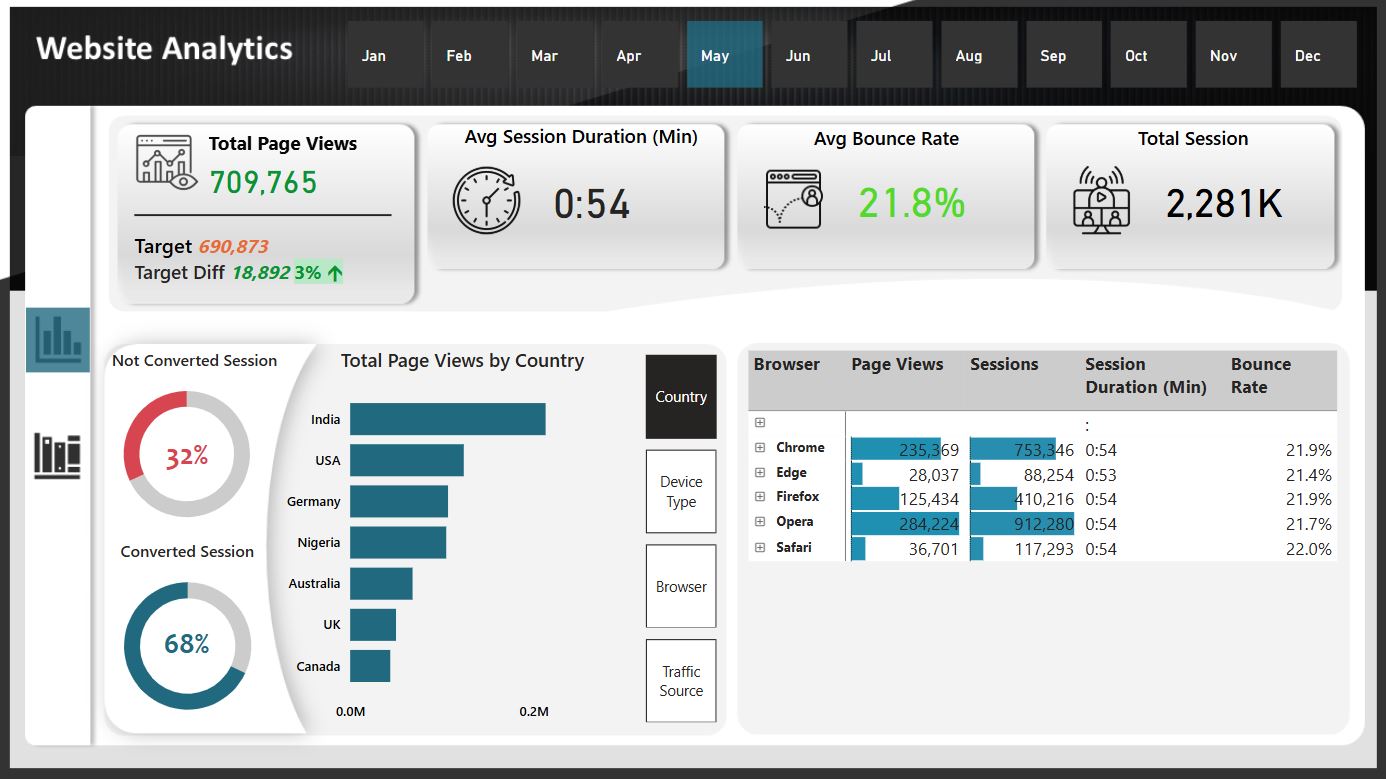 Website Analytics
Jan
Feb
Mar
Apr
May
Jun
Jul
Aug
Sep
Oct
Nov
Dec
Total Page Views
709,765
Target 690,873
Target Diff 18,892 3% ↑
Avg Session Duration (Min)
0:54
Avg Bounce Rate
21.8%
Total Session
2,281K
Not Converted Session
32%
Converted Session
68%
Total Page Views by Country
India
USA
Germany
Nigeria
Australia
UK
Canada
0.0M 0.2M
Country
Device
Type
Browser
Traffic
Source
Browser Page Views Sessions Session Duration (Min) Bounce Rate
:
Chrome 235,369 753,346 0:54 21.9%
Edge 28,037 88,254 0:53 21.4%
Firefox 125,434 410,216 0:54 21.9%
Opera 284,224 912,280 0:54 21.7%
Safari 36,701 117,293 0:54 22.0%